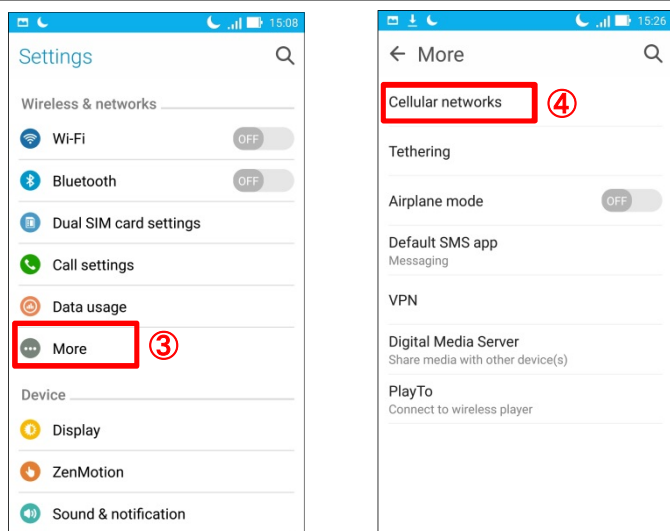 15:08
Settings
Wireless & networks
Wi-Fi OFF
Bluetooth OFF
Dual SIM card settings
Call settings
Data usage
More ③
Device
Display
ZenMotion
Sound & notification
15:26
More
Cellular networks ④
Tethering
Airplane mode OFF
Default SMS app
Messaging
VPN
Digital Media Server
Share media with other device(s)
PlayTo
Connect to wireless player